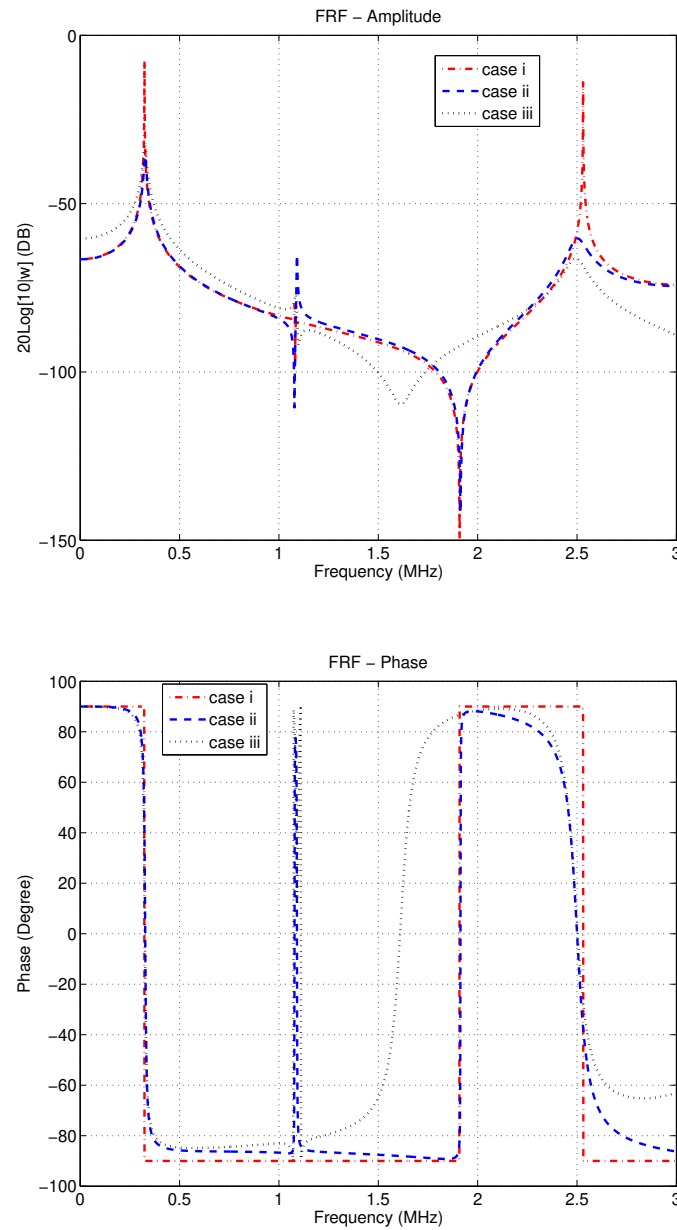 FRF − Amplitude
20Log[10|w] (DB)
0
−50
−100
−150
case i
case ii
case iii
0 0.5 1 1.5 2 2.5 3
Frequency (MHz)
FRF − Phase
Phase (Degree)
100
80
60
40
20
0
−20
−40
−60
−80
−100
case i
case ii
case iii
0 0.5 1 1.5 2 2.5 3
Frequency (MHz)